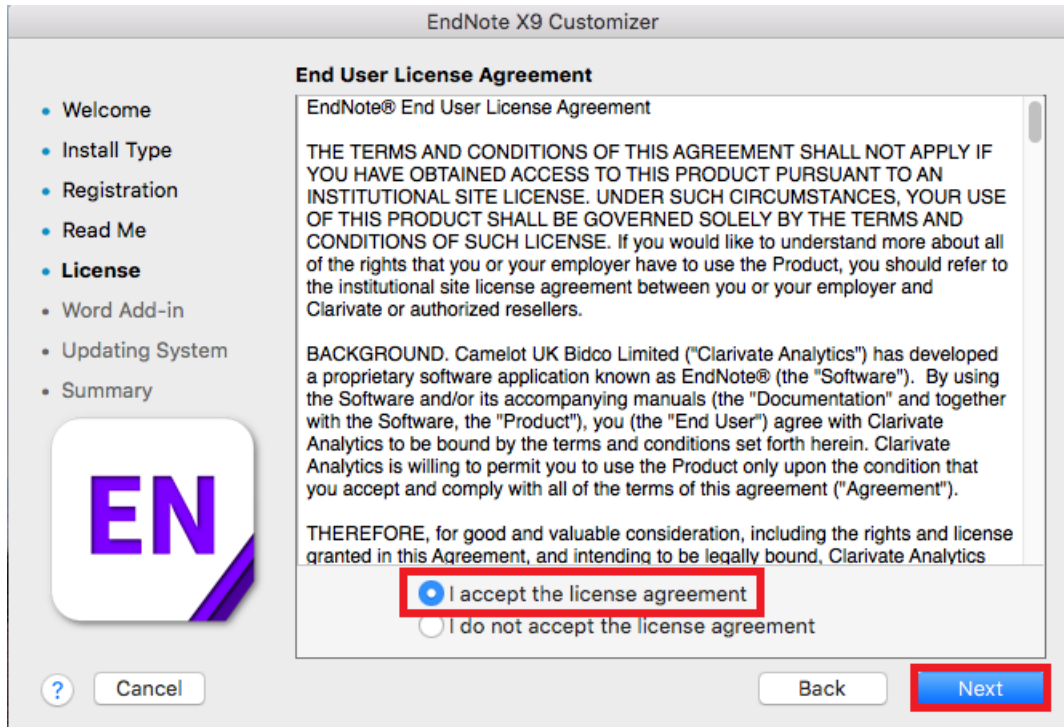 EndNote X9 Customizer
Welcome
Install Type
Registration
Read Me
License
Word Add-in
Updating System
Summary
EN
End User License Agreement
EndNote® End User License Agreement
THE TERMS AND CONDITIONS OF THIS AGREEMENT SHALL NOT APPLY IF
YOU HAVE OBTAINED ACCESS TO THIS PRODUCT PURSUANT TO AN
INSTITUTIONAL SITE LICENSE. UNDER SUCH CIRCUMSTANCES, YOUR USE
OF THIS PRODUCT SHALL BE GOVERNED SOLELY BY THE TERMS AND
CONDITIONS OF SUCH LICENSE. If you would like to understand more about all
of the rights that you or your employer have to use the Product, you should refer to
the institutional site license agreement between you or your employer and
Clarivate or authorized resellers.
BACKGROUND. Camelot UK Bidco Limited ("Clarivate Analytics") has developed
a proprietary software application known as EndNote® (the "Software").  By using
the Software and/or its accompanying manuals (the "Documentation" and together
with the Software, the "Product"), you (the "End User") agree with Clarivate
Analytics to be bound by the terms and conditions set forth herein. Clarivate
Analytics is willing to permit you to use the Product only upon the condition that
you accept and comply with all of the terms of this agreement ("Agreement").
THEREFORE, for good and valuable consideration, including the rights and license
granted in this Agreement, and intending to be legally bound, Clarivate Analytics
I accept the license agreement
I do not accept the license agreement
?
Cancel
Back
Next